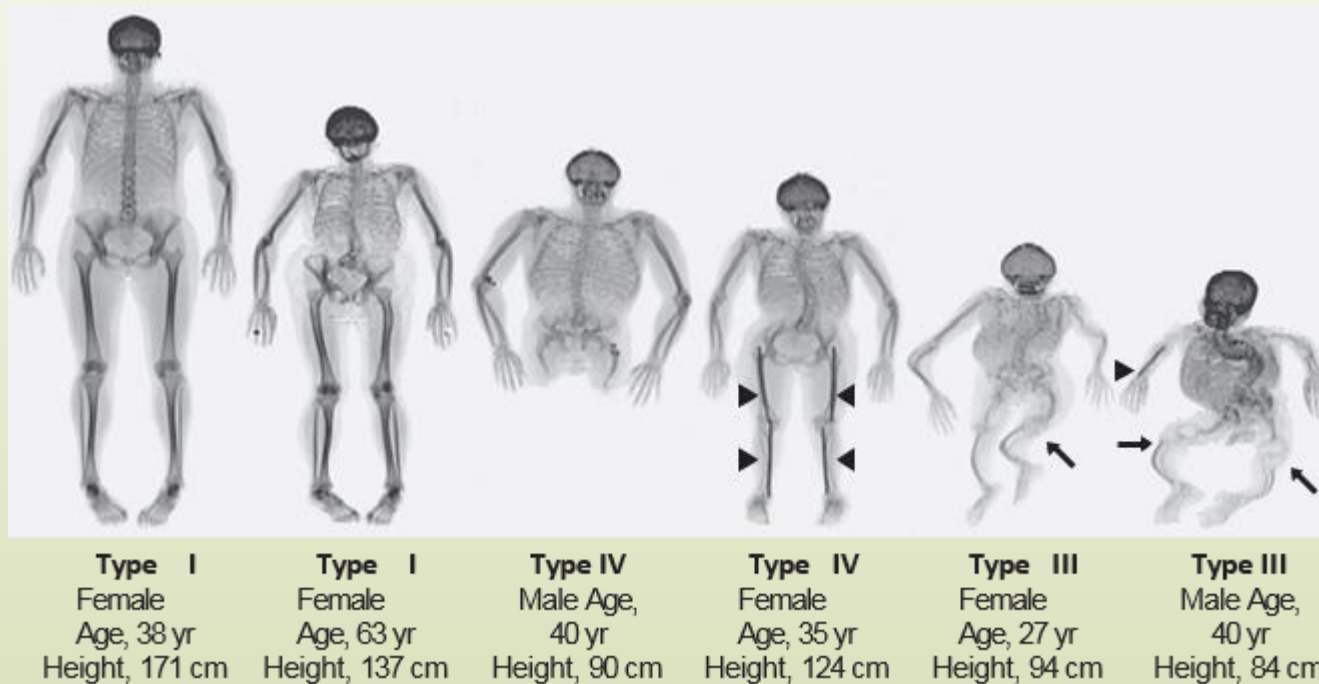 Type I
Female
Age, 38 yr
Height, 171 cm
Type I
Female
Age, 63 yr
Height, 137 cm
Type IV
Male Age,
40 yr
Height, 90 cm
Type IV
Female
Age, 35 yr
Height, 124 cm
Type III
Female
Age, 27 yr
Height, 94 cm
Type III
Male Age,
40 yr
Height, 84 cm